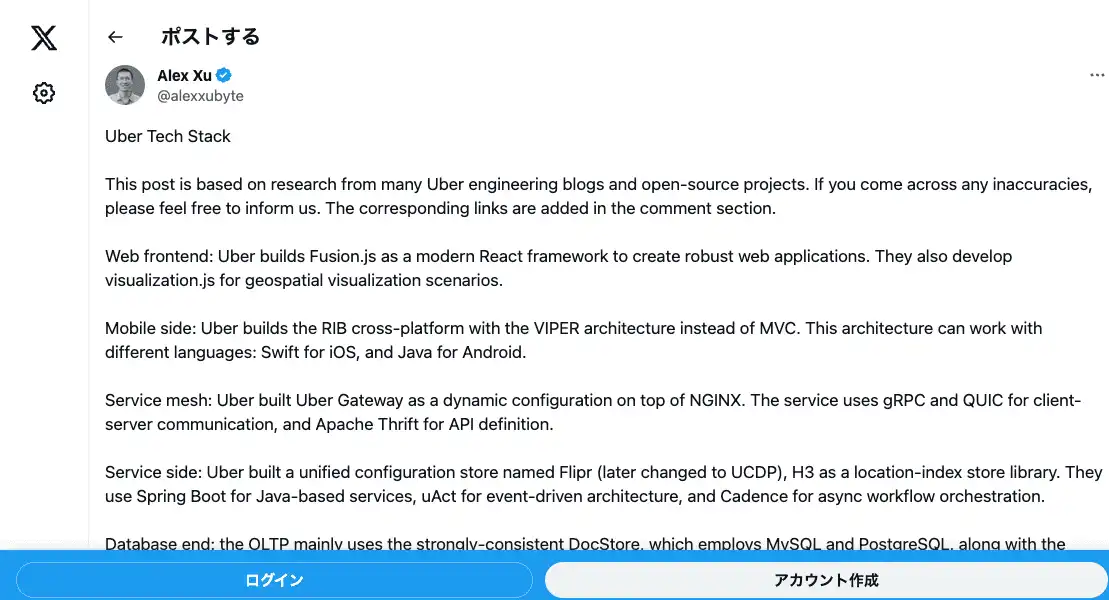 ポストする
Alex Xu
@alexxubyte
Uber Tech Stack
This post is based on research from many Uber engineering blogs and open-source projects. If you come across any inaccuracies,
please feel free to inform us. The corresponding links are added in the comment section.
Web frontend: Uber builds Fusion.js as a modern React framework to create robust web applications. They also develop
visualization.js for geospatial visualization scenarios.
Mobile side: Uber builds the RIB cross-platform with the VIPER architecture instead of MVC. This architecture can work with
different languages: Swift for iOS, and Java for Android.
Service mesh: Uber built Uber Gateway as a dynamic configuration on top of NGINX. The service uses gRPC and QUIC for client-
server communication, and Apache Thrift for API definition.
Service side: Uber built a unified configuration store named Flipr (later changed to UCDP), H3 as a location-index store library. They
use Spring Boot for Java-based services, uAct for event-driven architecture, and Cadence for async workflow orchestration.
Database end: the OLTP mainly uses the strongly-consistent DocStore, which employs MySQL and PostgreSQL, along with the
ログイン
アカウント作成